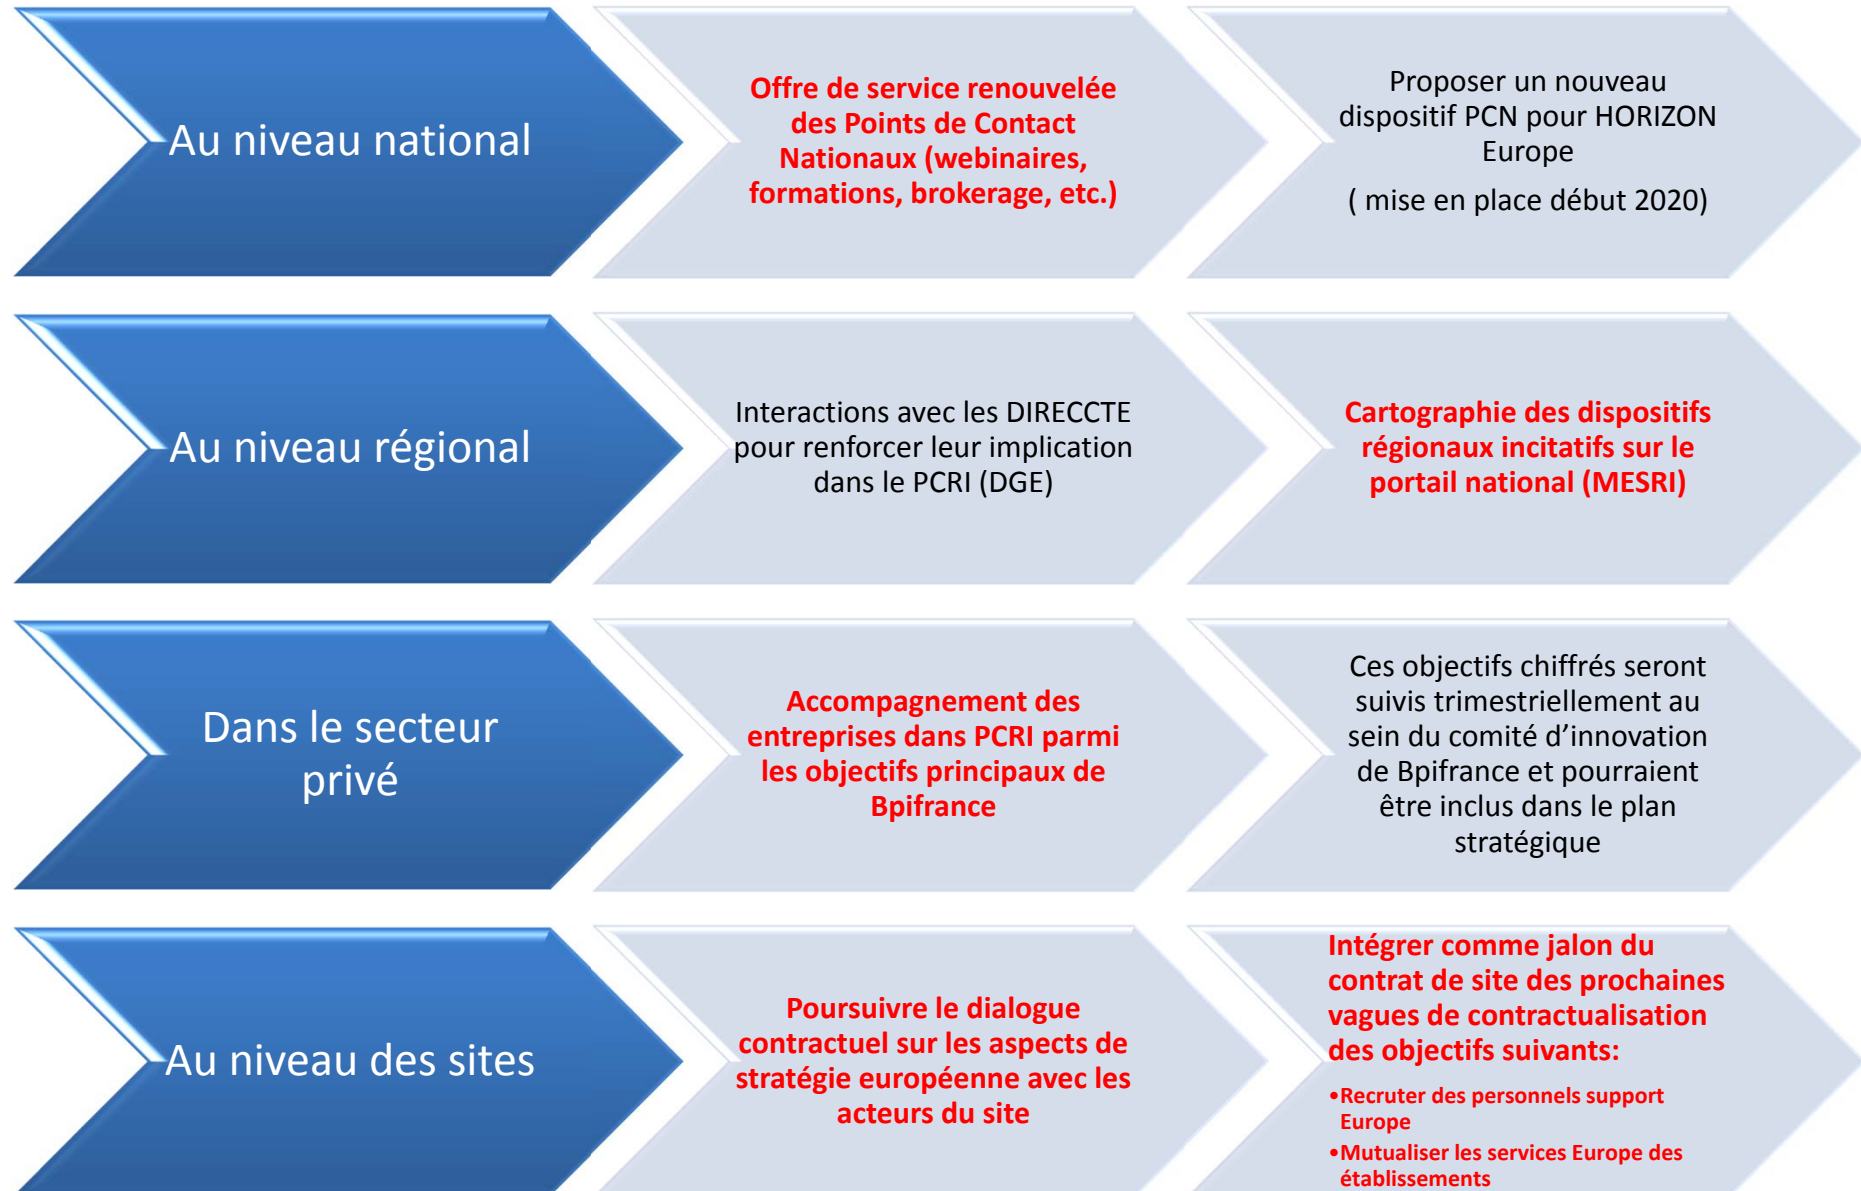 Au niveau national
Offre de service renouvelée
des Points de Contact
Nationaux (webinaires,
formations, brokerage, etc.)
Proposer un nouveau
dispositif PCN pour HORIZON
Europe
( mise en place début 2020)
Au niveau régional
Interactions avec les DIRECCTE
pour renforcer leur implication
dans le PCRI (DGE)
Cartographie des dispositifs
régionaux incitatifs sur le
portail national (MESRI)
Dans le secteur
privé
Accompagnement des
entreprises dans PCRI parmi
les objectifs principaux de
Bpifrance
Ces objectifs chiffrés seront
suivis trimestriellement au
sein du comité d’innovation
de Bpifrance et pourraient
être inclus dans le plan
stratégique
Au niveau des sites
Poursuivre le dialogue
contractuel sur les aspects de
stratégie européenne avec les
acteurs du site
Intégrer comme jalon du
contrat de site des prochaines
vagues de contractualisation
des objectifs suivants:
•Recruter des personnels support
Europe
•Mutualiser les services Europe des
établissements